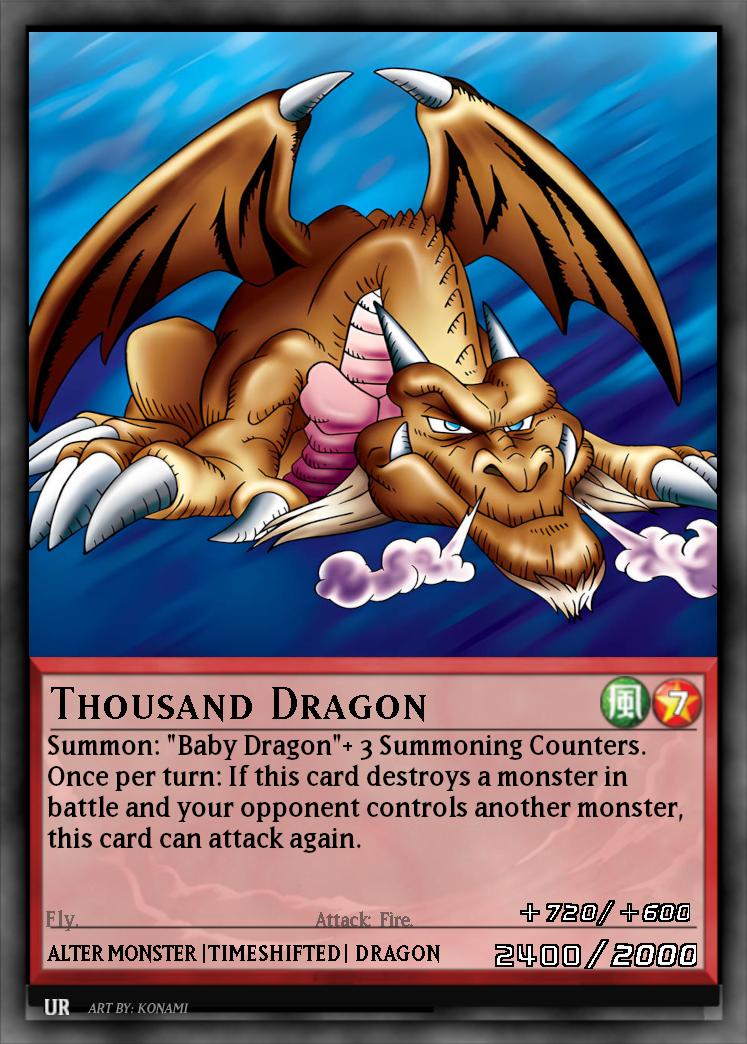 THOUSAND DRAGON 風 7
Summon: "Baby Dragon"+ 3 Summoning Counters.
Once per turn: If this card destroys a monster in
battle and your opponent controls another monster,
this card can attack again.
Fly. Attack: Fire. +720/+600
ALTER MONSTER |TIMESHIFTED| DRAGON 2400/2000
UR ART BY: KONAMI